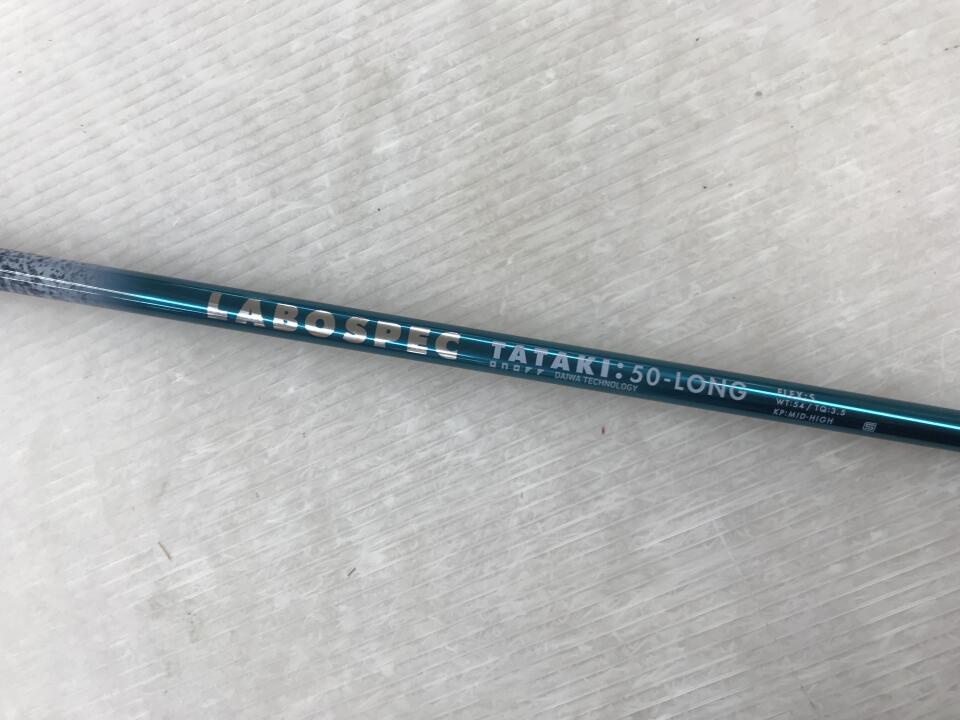 LABOSPEC
TATAKI: 50-LONG
ONOFF DAIWA TECHNOLOGY
FLEX:S
WT:54 / TQ:3.5
KP:MID-HIGH